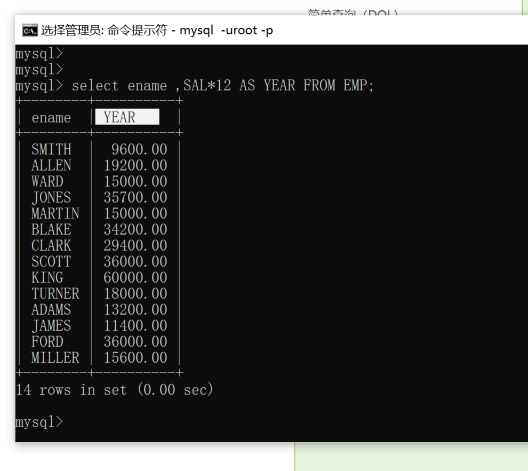 简单查询（DQL）
选择管理员: 命令提示符 - mysql  -uroot -p
mysql>
mysql>
mysql> select ename ,SAL*12 AS YEAR FROM EMP;
+--------+----------+
| ename  | YEAR     |
+--------+----------+
| SMITH  |  9600.00 |
| ALLEN  | 19200.00 |
| WARD   | 15000.00 |
| JONES  | 35700.00 |
| MARTIN | 15000.00 |
| BLAKE  | 34200.00 |
| CLARK  | 29400.00 |
| SCOTT  | 36000.00 |
| KING   | 60000.00 |
| TURNER | 18000.00 |
| ADAMS  | 13200.00 |
| JAMES  | 11400.00 |
| FORD   | 36000.00 |
| MILLER | 15600.00 |
+--------+----------+
14 rows in set (0.00 sec)
mysql>